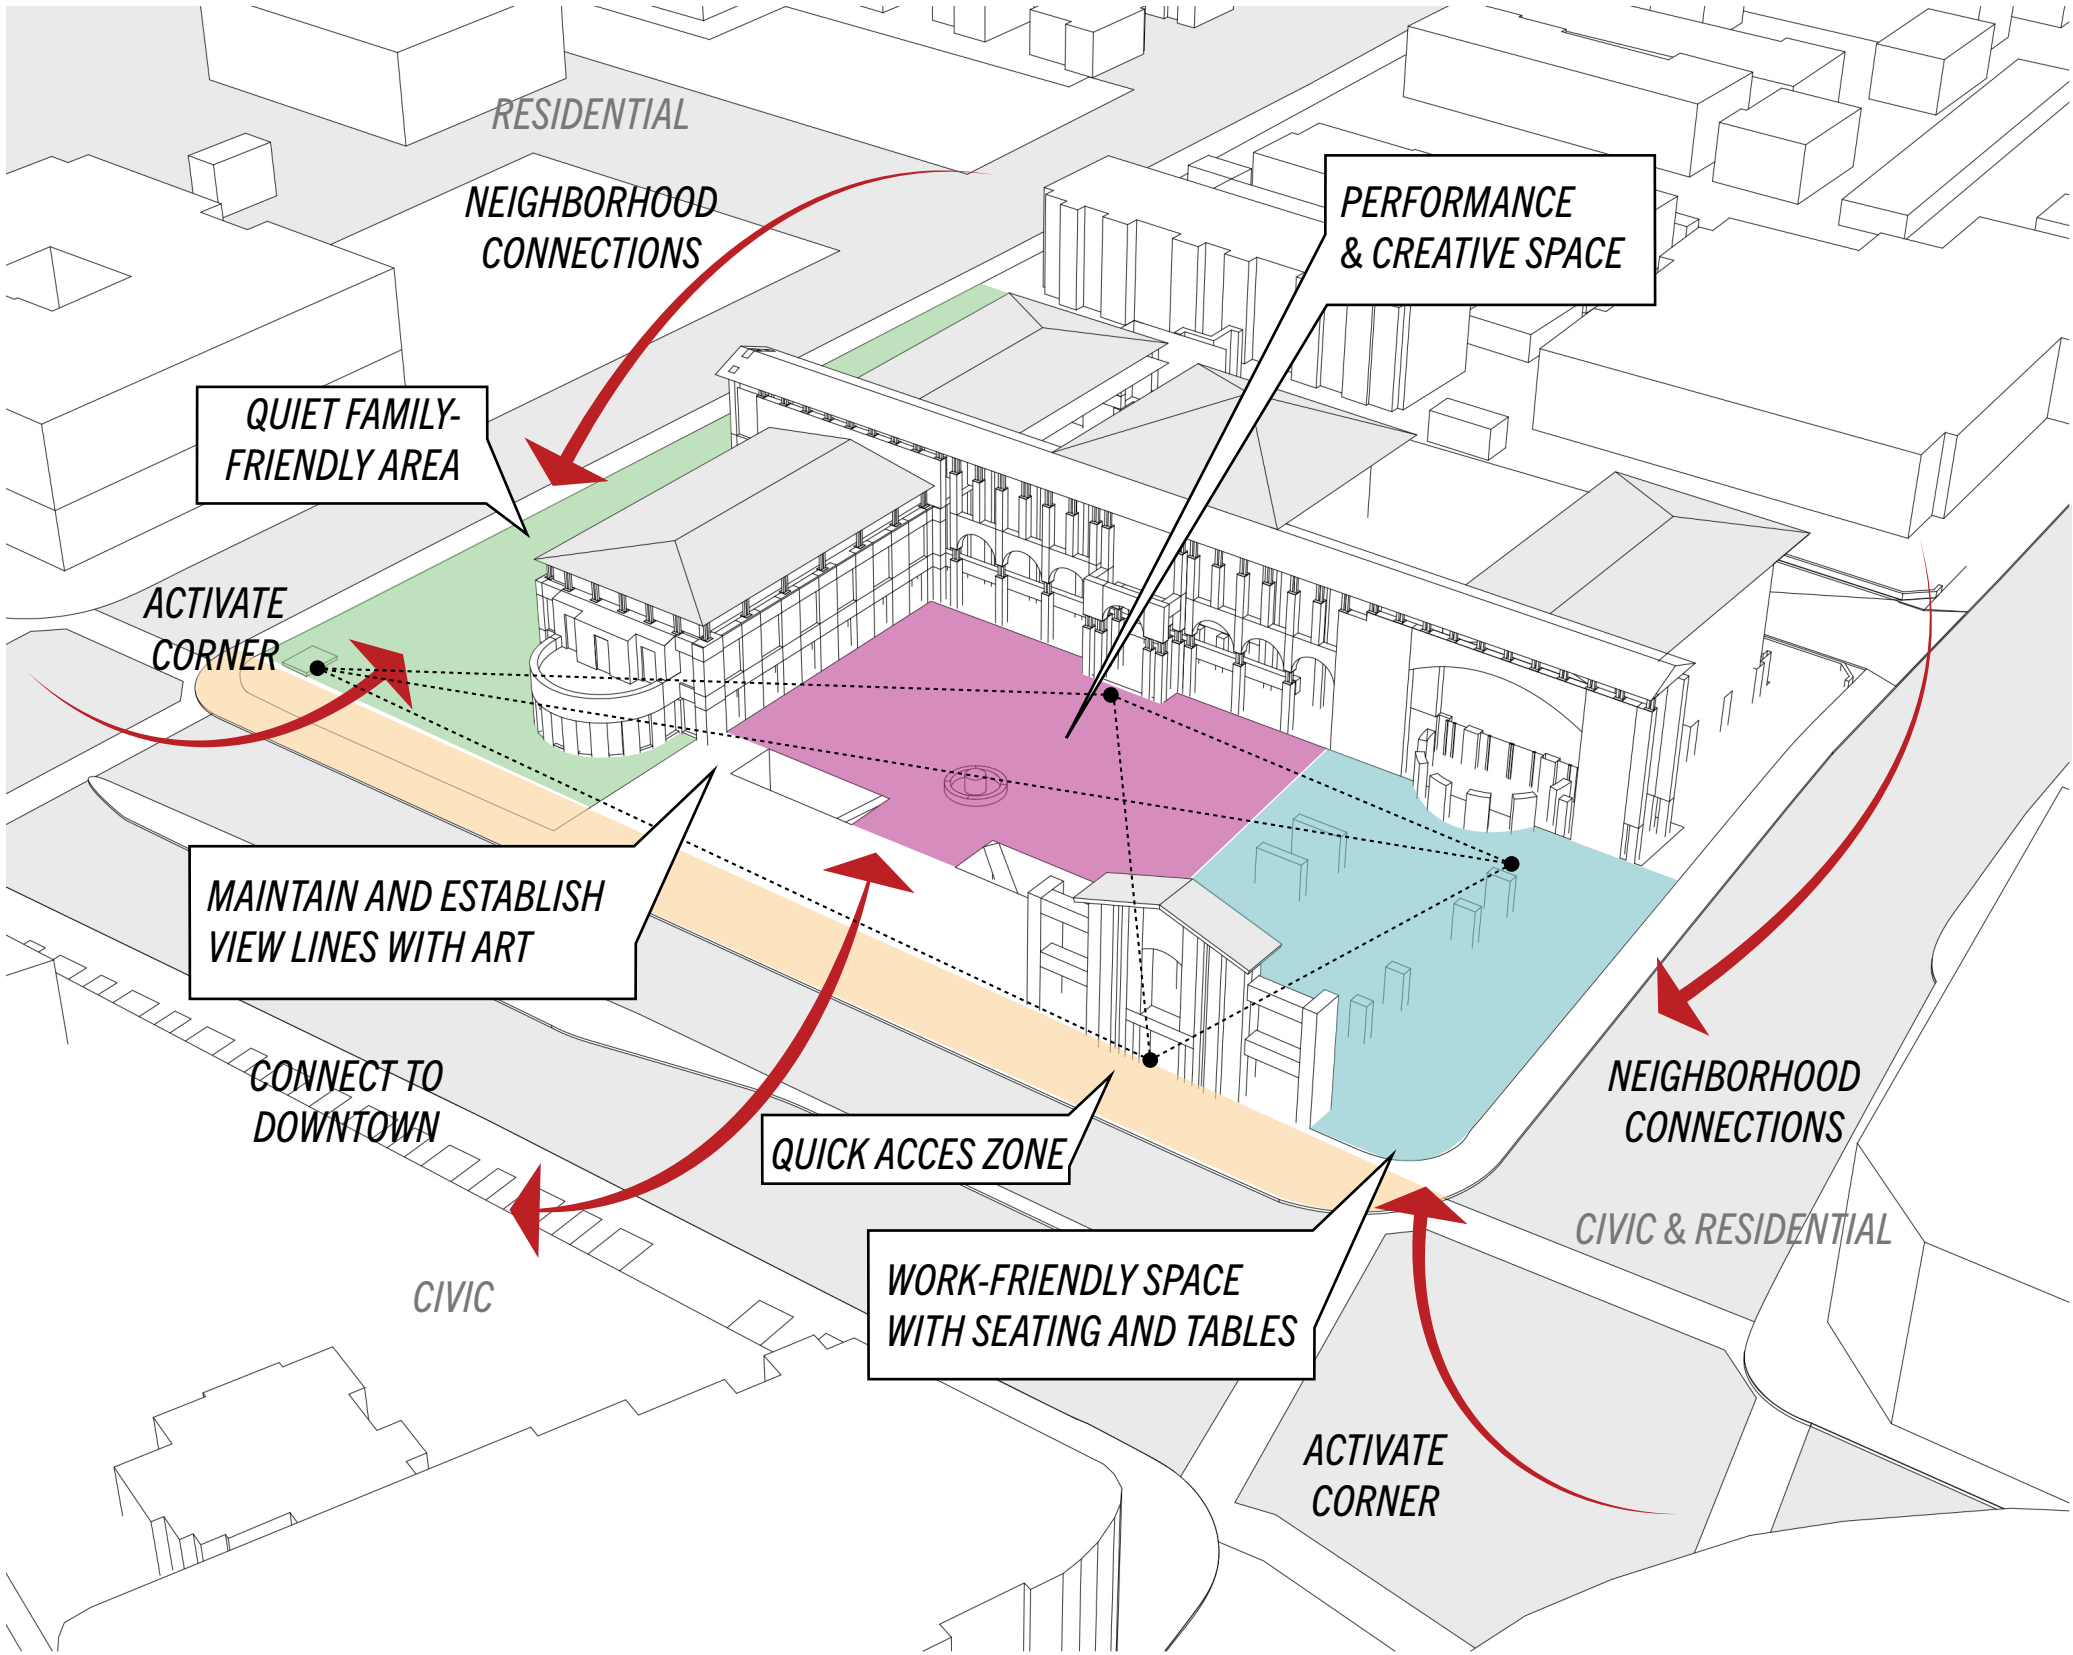 RESIDENTIAL
NEIGHBORHOOD
CONNECTIONS
PERFORMANCE
& CREATIVE SPACE
QUIET FAMILY-
FRIENDLY AREA
ACTIVATE
CORNER
MAINTAIN AND ESTABLISH
VIEW LINES WITH ART
CONNECT TO
DOWNTOWN
QUICK ACCES ZONE
NEIGHBORHOOD
CONNECTIONS
CIVIC & RESIDENTIAL
CIVIC
WORK-FRIENDLY SPACE
WITH SEATING AND TABLES
ACTIVATE
CORNER